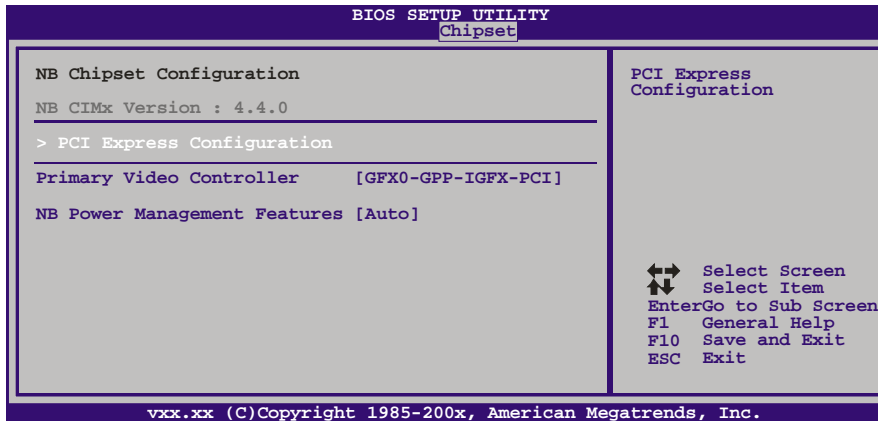 BIOS SETUP UTILITY
Chipset
NB Chipset Configuration
NB CIMx Version : 4.4.0
> PCI Express Configuration
Primary Video Controller [GFX0-GPP-IGFX-PCI]
NB Power Management Features [Auto]
PCI Express
Configuration
Select Screen
Select Item
EnterGo to Sub Screen
F1 General Help
F10 Save and Exit
ESC Exit
vxx.xx (C)Copyright 1985-200x, American Megatrends, Inc.